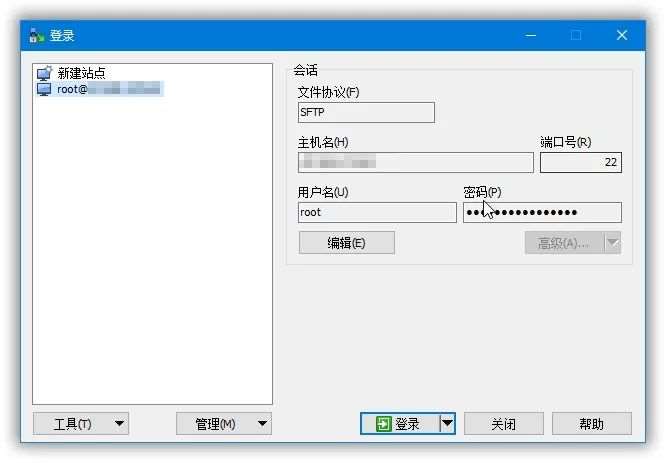 登录
新建站点
root@
会话
文件协议(F)
SFTP
主机名(H) 端口号(R)
22
用户名(U) 密码(P)
root ●●●●●●●●●●●●●●●●
编辑(E) 高级(A)...
工具(T) 管理(M) 登录 关闭 帮助